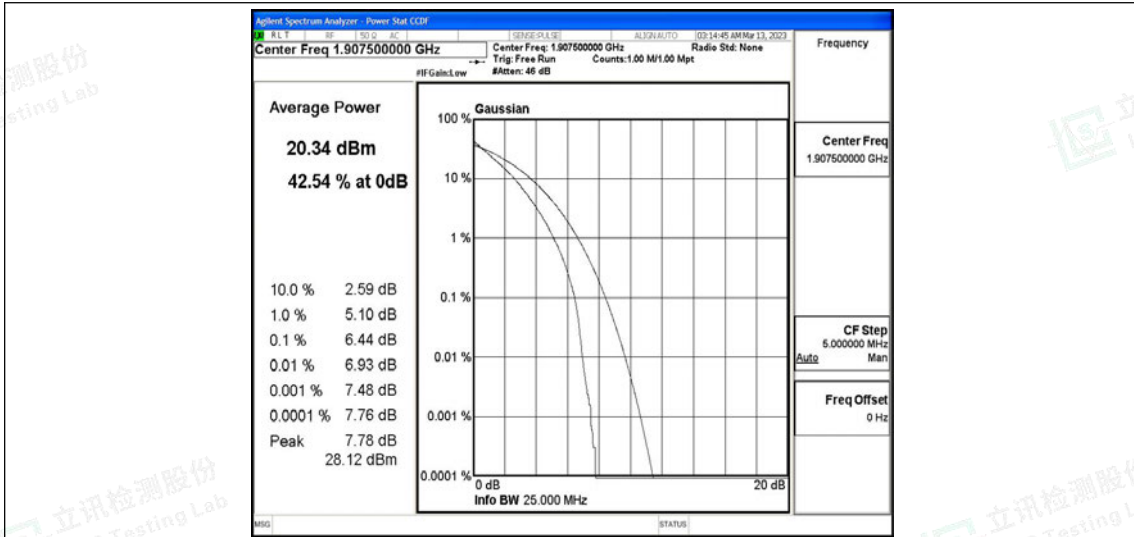 Agilent Spectrum Analyzer - Power Stat CCDF
RLT RF 50 Ω AC SENSE:PULSE ALIGNAUTO 03:14:45 AM Mar 13, 2023
Center Freq 1.907500000 GHz
Center Freq: 1.907500000 GHz Radio Std: None
Trig: Free Run Counts:1.00 M/1.00 Mpt
#IFGain:Low #Atten: 46 dB
Frequency
Average Power
20.34 dBm
42.54 % at 0dB
10.0 % 2.59 dB
1.0 % 5.10 dB
0.1 % 6.44 dB
0.01 % 6.93 dB
0.001 % 7.48 dB
0.0001 % 7.76 dB
Peak 7.78 dB
28.12 dBm
Gaussian
100 %
10 %
1 %
0.1 %
0.01 %
0.001 %
0.0001 %
0 dB 20 dB
Info BW 25.000 MHz
Center Freq
1.907500000 GHz
CF Step
5.000000 MHz
Auto Man
Freq Offset
0 Hz
MSG STATUS
测股份
esting Lab
立
立讯检测股份
Testing Lab
立讯检测股份
Testing L